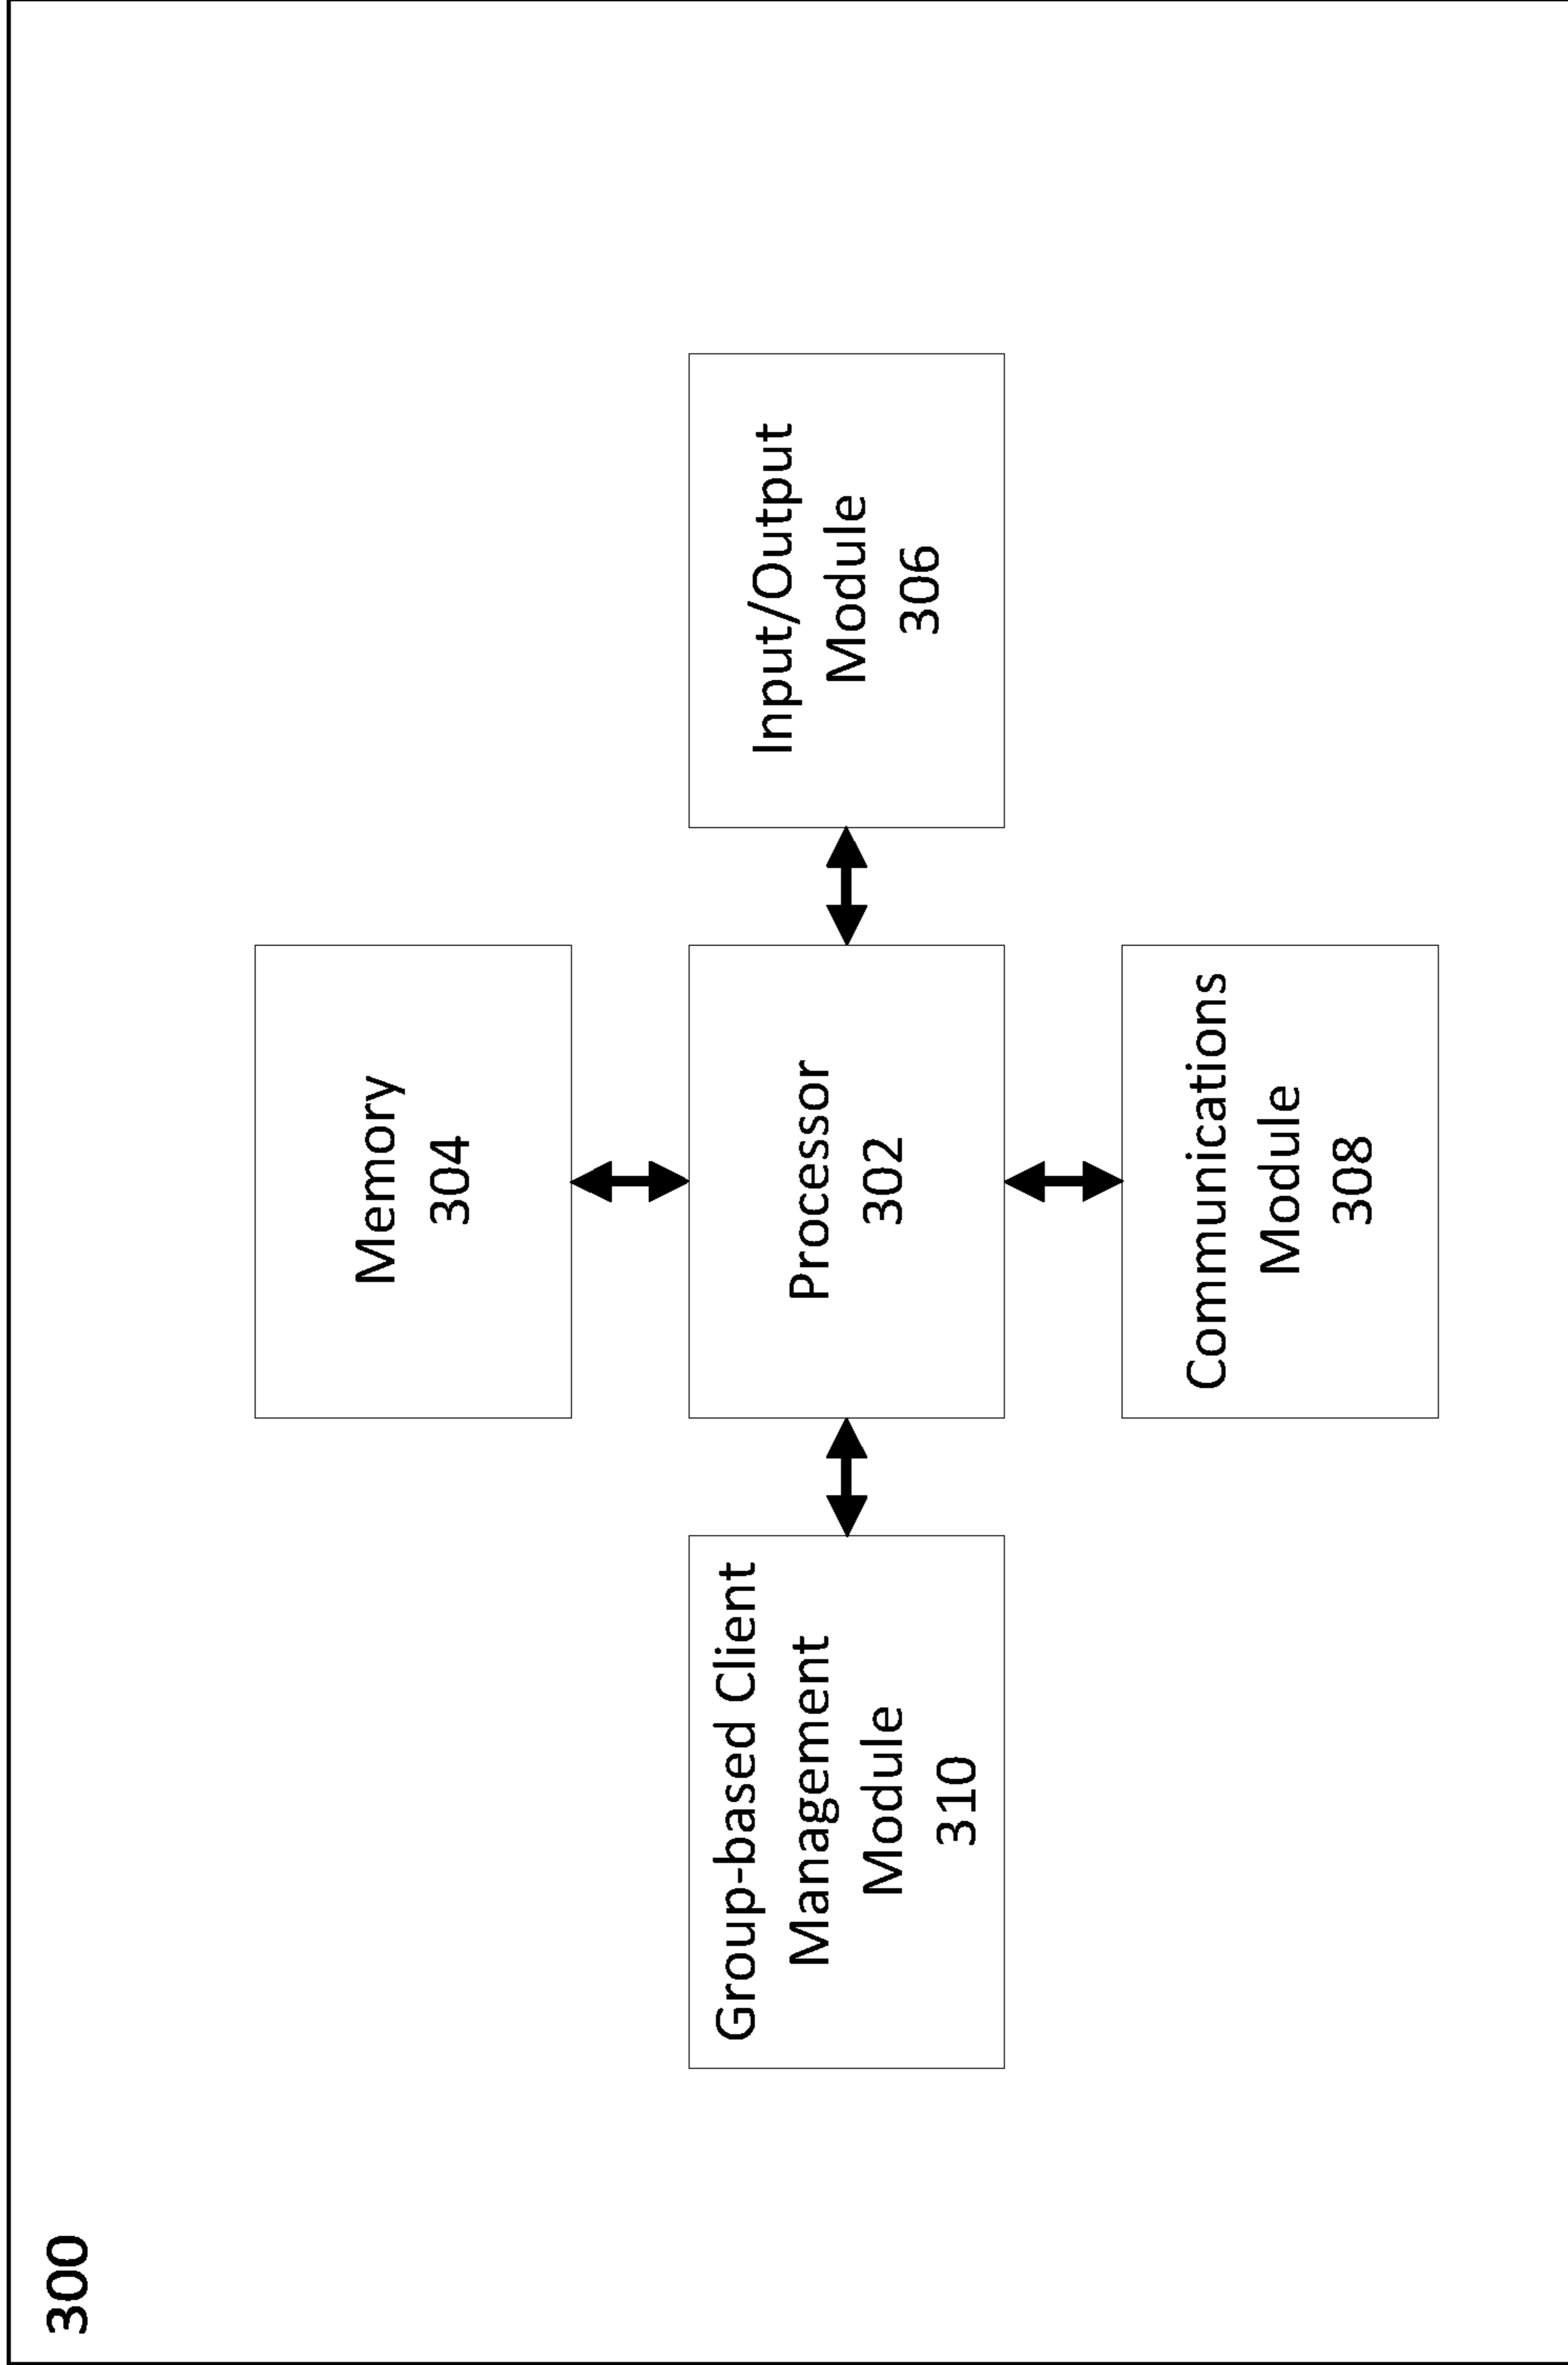 300
Memory
304
Group-based Client
Management
Module
310
Processor
302
Input/Output
Module
306
Communications
Module
308